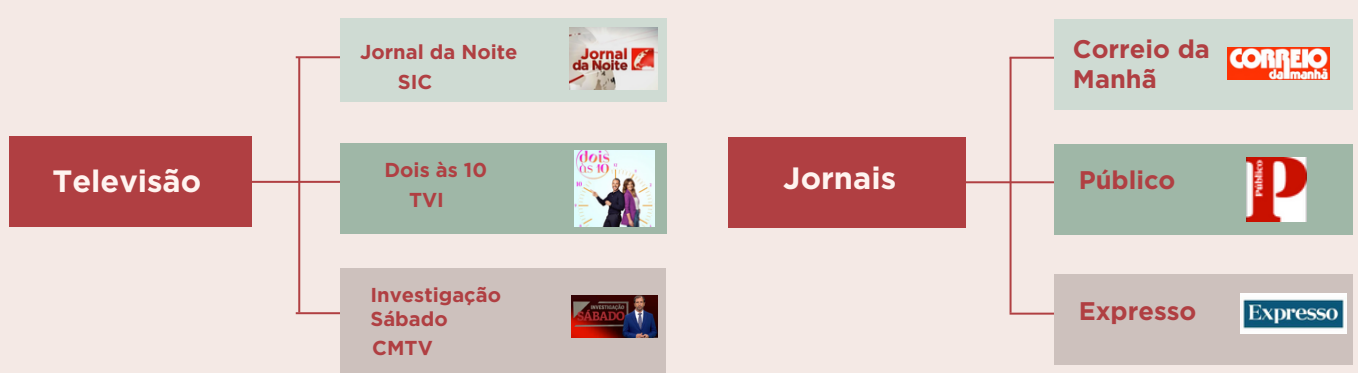 Televisão
Jornal da Noite
SIC
Jornal
da Noite
Dois às 10
TVI
dois
às 10
Investigação
Sábado
CMTV
INVESTIGAÇÃO
SÁBADO
Jornais
Correio da
Manhã
CORREIO
da manhã
Público
Público
P
Expresso
Expresso